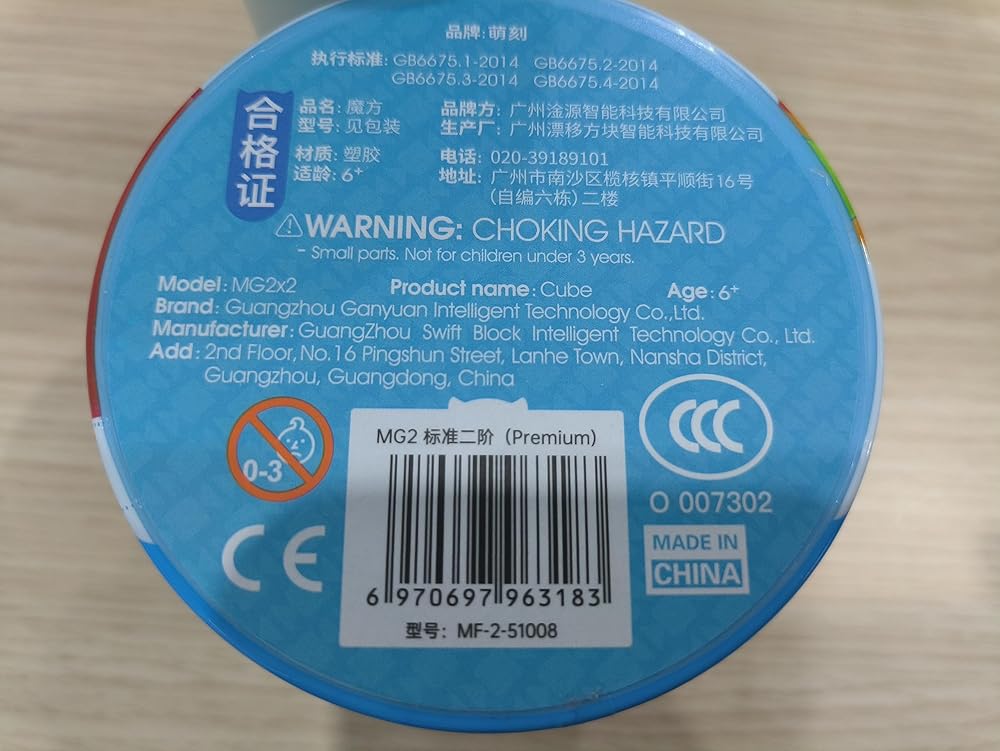 品牌：萌刻
执行标准：GB6675.1-2014 GB6675.2-2014
GB6675.3-2014 GB6675.4-2014
合格证
品名：魔方
型号：见包装
材质：塑胶
适龄：6+
品牌方：广州淦源智能科技有限公司
生产厂：广州漂移方块智能科技有限公司
电话：020-39189101
地址：广州市南沙区榄核镇平顺街16号
（自编六栋）二楼
WARNING: CHOKING HAZARD
- Small parts. Not for children under 3 years.
Model: MG2x2 Product name: Cube Age: 6+
Brand: Guangzhou Ganyuan Intelligent Technology Co.,Ltd.
Manufacturer: GuangZhou Swift Block Intelligent Technology Co., Ltd.
Add: 2nd Floor, No.16 Pingshun Street, Lanhe Town, Nansha District,
Guangzhou, Guangdong, China
0-3
CE
MG2 标准二阶（Premium）
6 970697 963183
型号：MF-2-51008
CCC
O 007302
MADE IN
CHINA